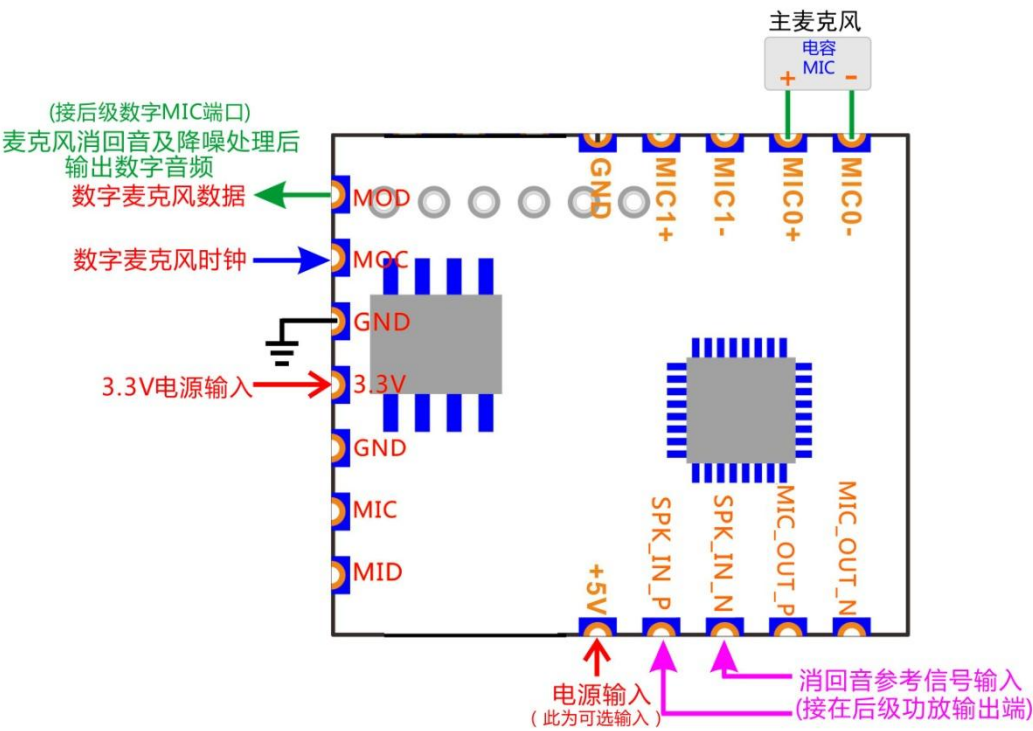 主麦克风
电容
MIC
+ -
(接后级数字MIC端口)
麦克风消回音及降噪处理后
输出数字音频
数字麦克风数据
数字麦克风时钟
3.3V电源输入
MOD
MOC
GND
3.3V
GND
MIC
MID
GND
MIC1+
MIC1-
MIC0+
MIC0-
+5V
SPK_IN_P
SPK_IN_N
MIC_OUT_P
MIC_OUT_N
电源输入
(此为可选输入)
消回音参考信号输入
(接在后级功放输出端)